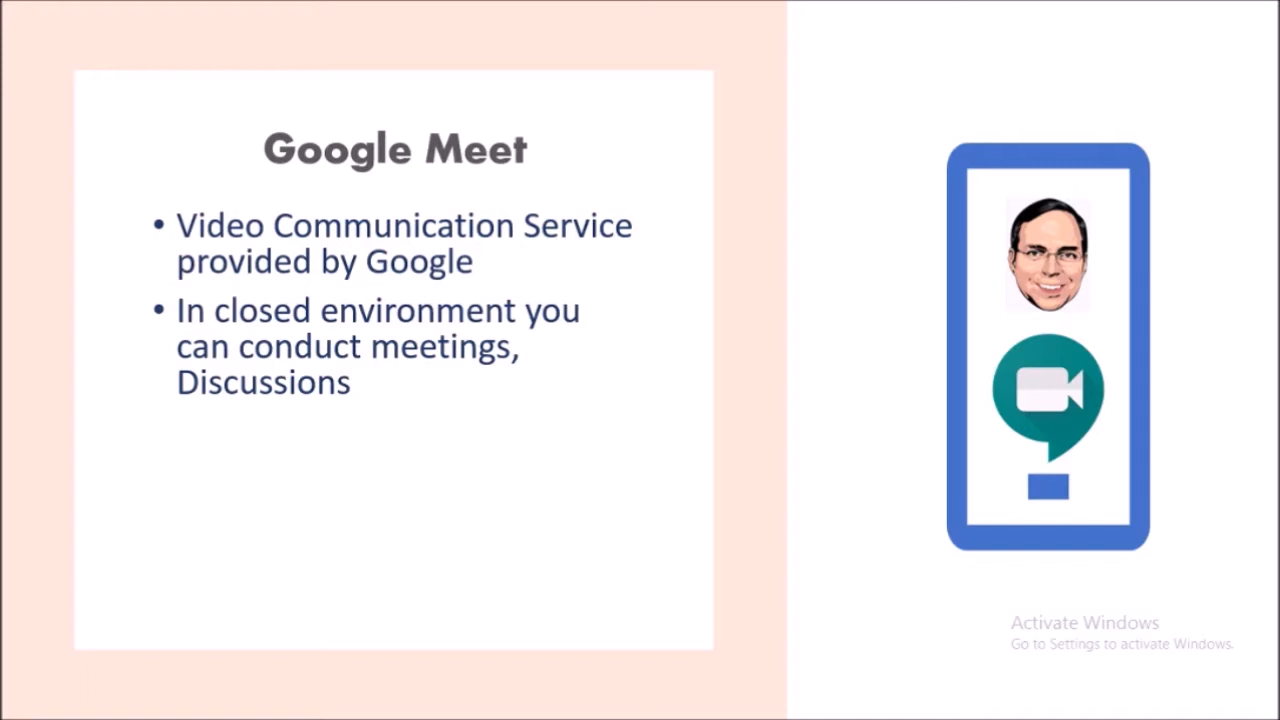 Google Meet
• Video Communication Service
provided by Google
• In closed environment you
can conduct meetings,
Discussions
Activate Windows
Go to Settings to activate Windows.